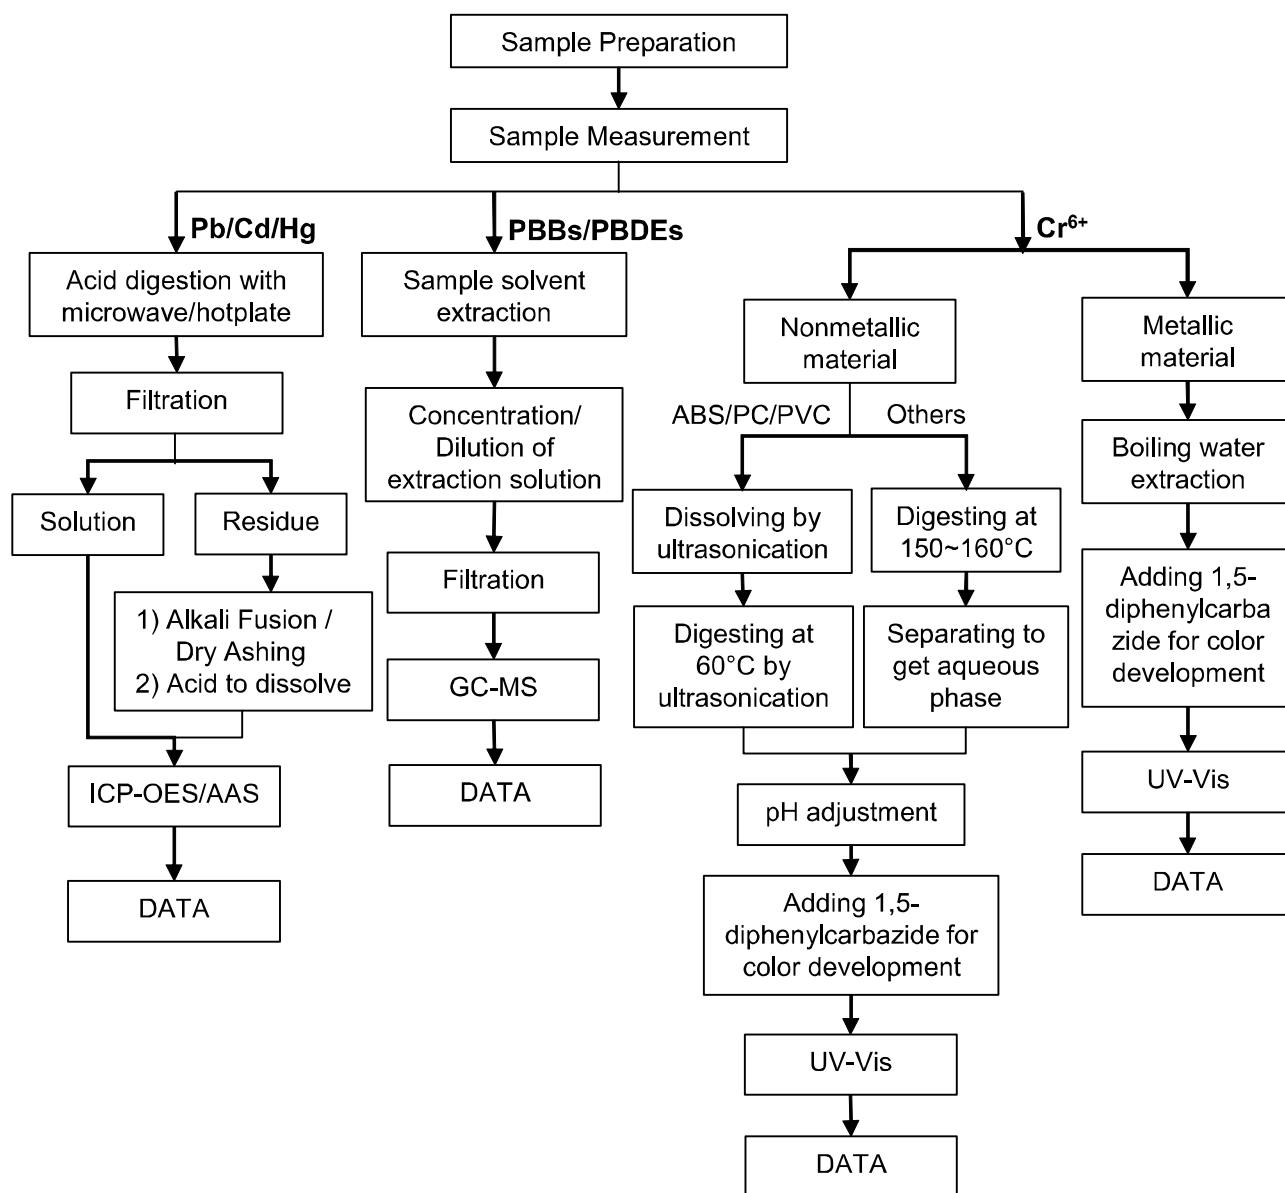 Sample Preparation
Sample Measurement
Pb/Cd/Hg
Acid digestion with
microwave/hotplate
Filtration
Solution
Residue
1) Alkali Fusion /
Dry Ashing
2) Acid to dissolve
ICP-OES/AAS
DATA
PBBs/PBDEs
Sample solvent
extraction
Concentration/
Dilution of
extraction solution
Filtration
GC-MS
DATA
Cr⁶⁺
Nonmetallic
material
ABS/PC/PVC
Others
Dissolving by
ultrasonication
Digesting at
60°C by
ultrasonication
Digesting at
150~160°C
Separating to
get aqueous
phase
pH adjustment
Adding 1,5-
diphenylcarbazide for
color development
UV-Vis
DATA
Metallic
material
Boiling water
extraction
Adding 1,5-
diphenylcarba
zide for color
development
UV-Vis
DATA